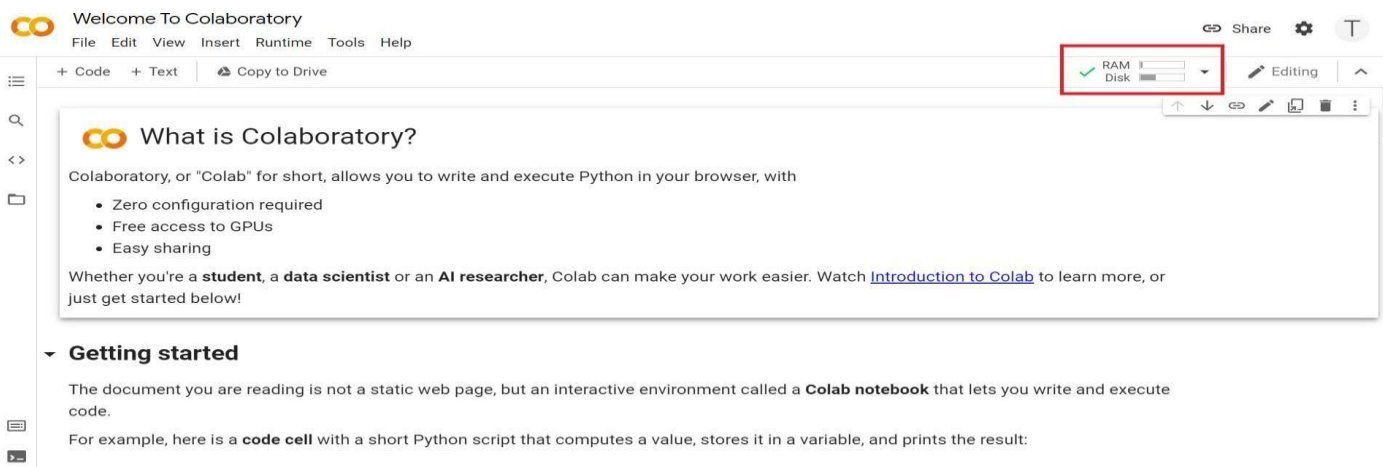 Welcome To Colaboratory
File Edit View Insert Runtime Tools Help
Share
T
+ Code + Text Copy to Drive
RAM
Disk
Editing
What is Colaboratory?
Colaboratory, or "Colab" for short, allows you to write and execute Python in your browser, with
• Zero configuration required
• Free access to GPUs
• Easy sharing
Whether you're a student, a data scientist or an AI researcher, Colab can make your work easier. Watch Introduction to Colab to learn more, or
just get started below!
Getting started
The document you are reading is not a static web page, but an interactive environment called a Colab notebook that lets you write and execute
code.
For example, here is a code cell with a short Python script that computes a value, stores it in a variable, and prints the result: